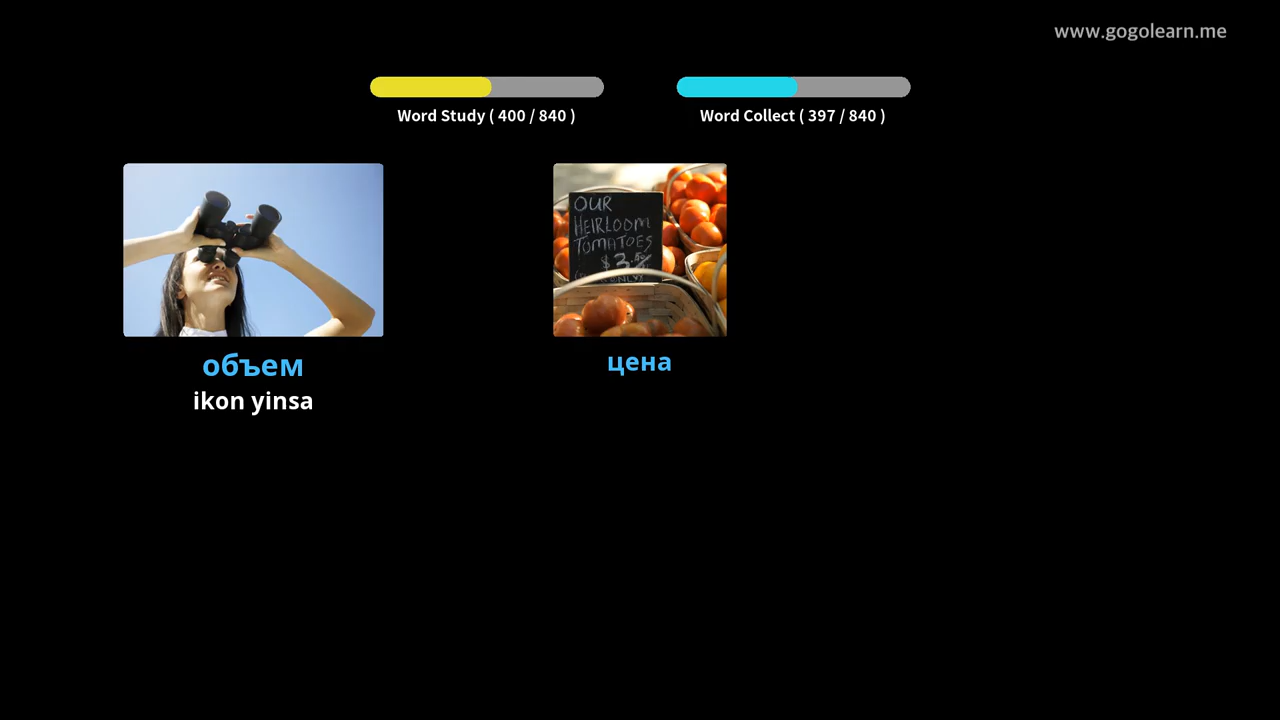 www.gogolearn.me
Word Study ( 400 / 840 )
Word Collect ( 397 / 840 )
OUR
HEIRLOOM
TOMATOES
объем
ikon yinsa
цена